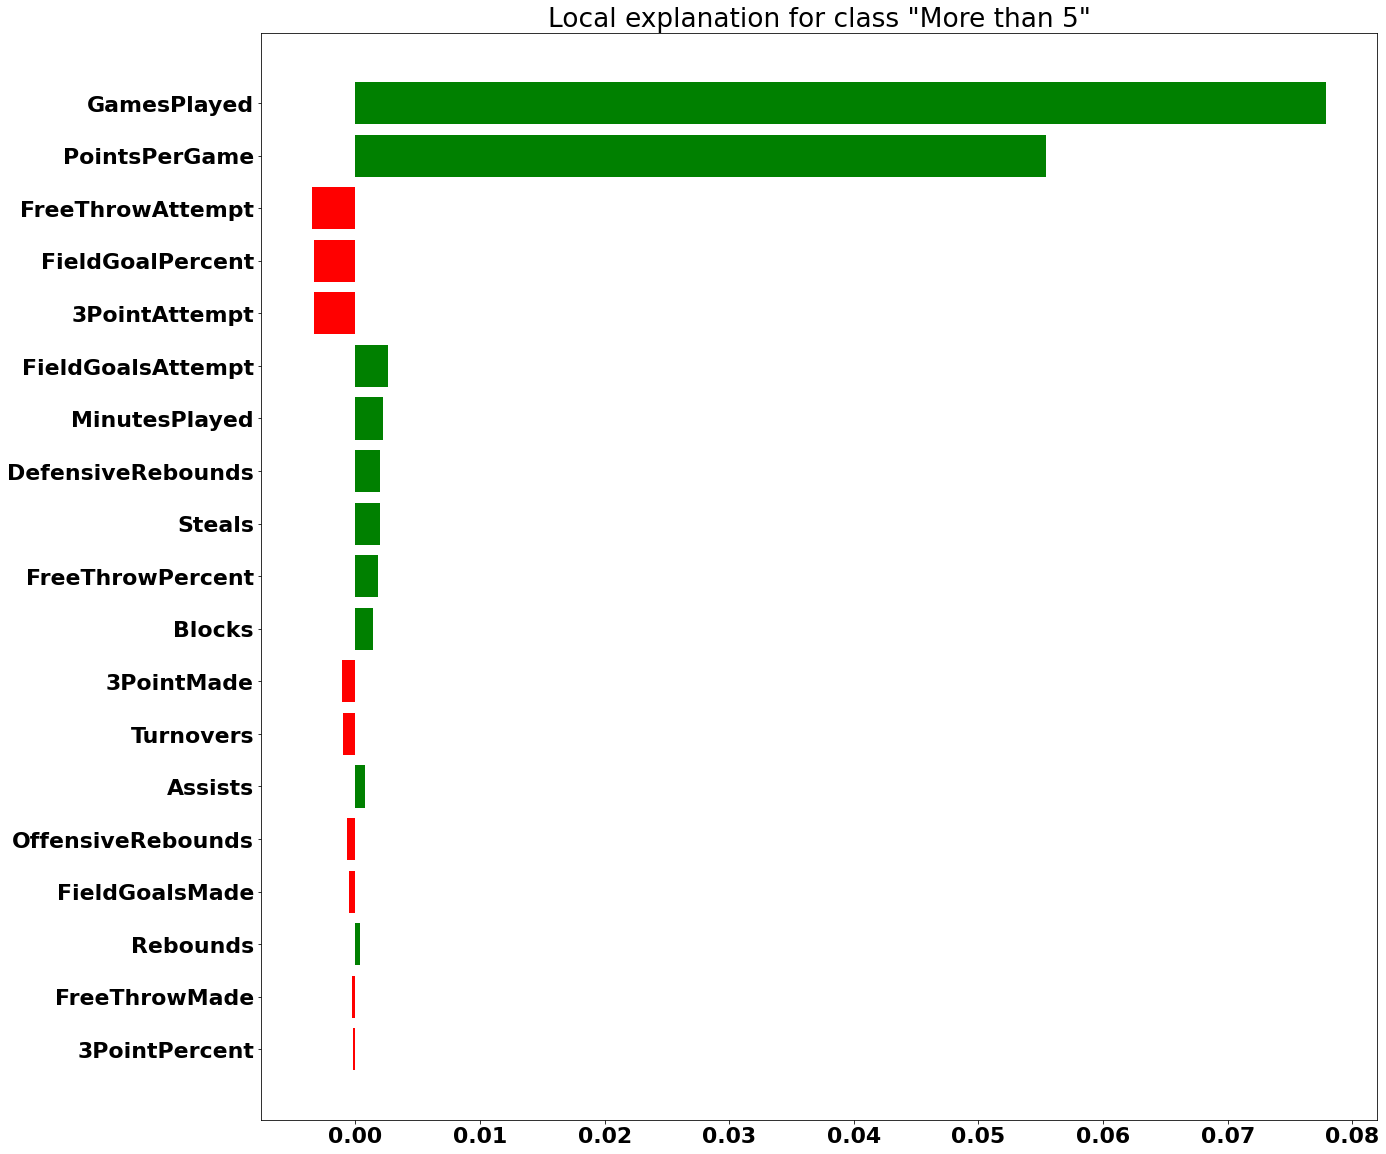 Local explanation for class "More than 5"
GamesPlayed
PointsPerGame
FreeThrowAttempt
FieldGoalPercent
3PointAttempt
FieldGoalsAttempt
MinutesPlayed
DefensiveRebounds
Steals
FreeThrowPercent
Blocks
3PointMade
Turnovers
Assists
OffensiveRebounds
FieldGoalsMade
Rebounds
FreeThrowMade
3PointPercent
0.00 0.01 0.02 0.03 0.04 0.05 0.06 0.07 0.08